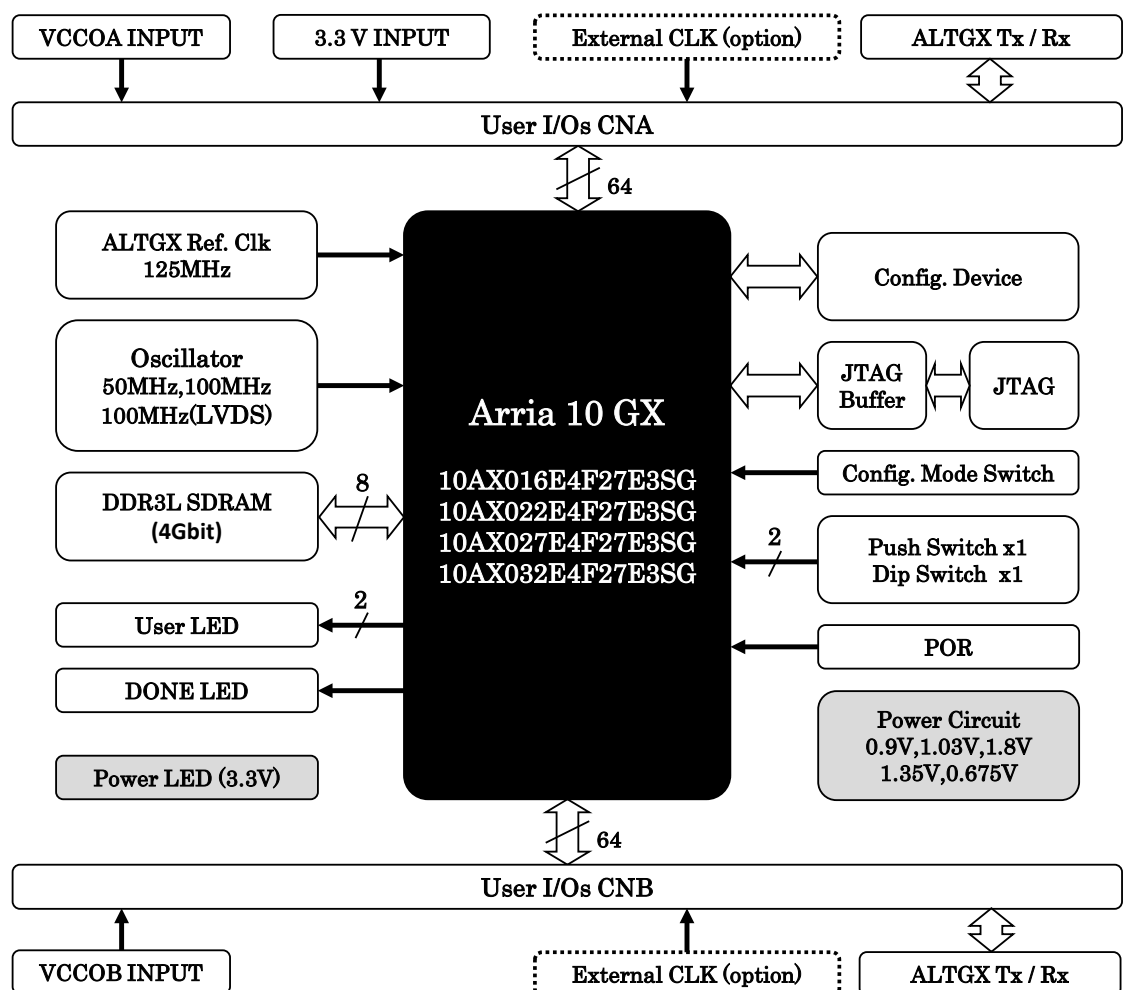 VCCOA INPUT
3.3 V INPUT
External CLK (option)
ALTGX Tx / Rx
User I/Os CNA
64
ALTGX Ref. Clk
125MHz
Oscillator
50MHz,100MHz
100MHz(LVDS)
DDR3L SDRAM
(4Gbit)
8
User LED
2
DONE LED
Power LED (3.3V)
Arria 10 GX
10AX016E4F27E3SG
10AX022E4F27E3SG
10AX027E4F27E3SG
10AX032E4F27E3SG
Config. Device
JTAG
Buffer
JTAG
Config. Mode Switch
2
Push Switch x1
Dip Switch x1
POR
Power Circuit
0.9V,1.03V,1.8V
1.35V,0.675V
64
User I/Os CNB
VCCOB INPUT
External CLK (option)
ALTGX Tx / Rx